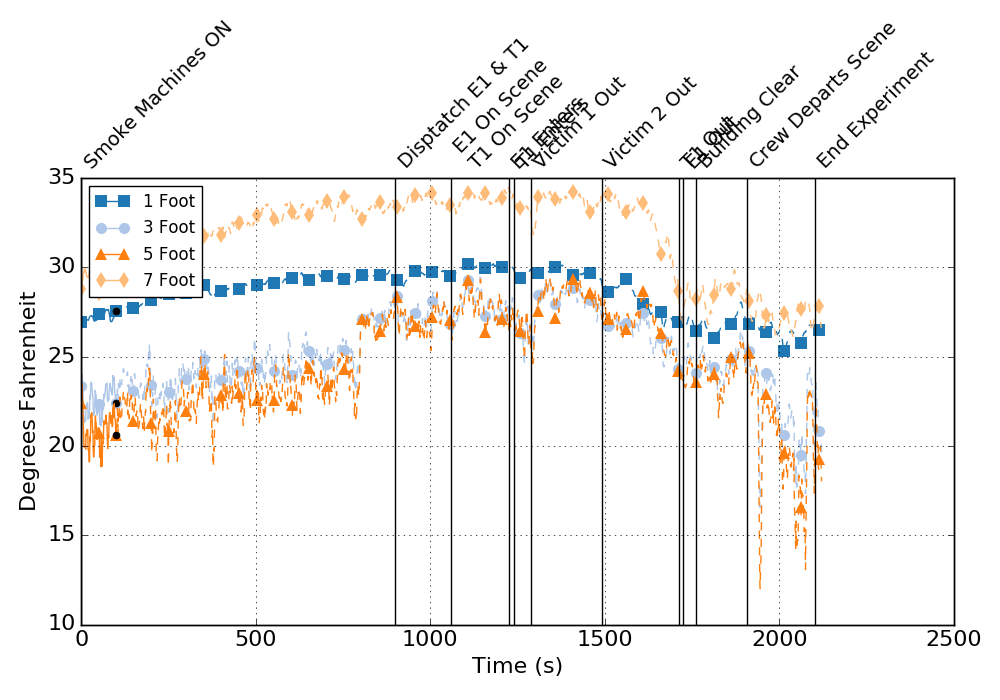 Smoke Machines ON
Disptatch E1 & T1
E1 On Scene
T1 On Scene
E1 Enters
T1 Enters
Victim 1 Out
Victim 2 Out
T1 Out
E1 Out
Building Clear
Crew Departs Scene
End Experiment
35
30
25
20
15
10
1 Foot
3 Foot
5 Foot
7 Foot
Degrees Fahrenheit
0
500
1000
1500
2000
2500
Time (s)